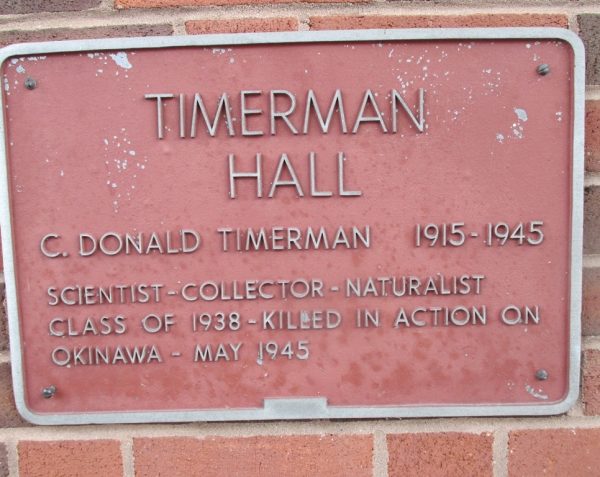 TIMERMAN
HALL
C. DONALD TIMERMAN 1915-1945
SCIENTIST-COLLECTOR-NATURALIST
CLASS OF 1938-KILLED IN ACTION ON
OKINAWA - MAY 1945